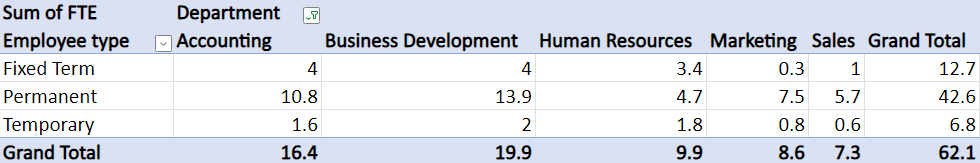 Sum of FTE Department
Employee type Accounting Business Development Human Resources Marketing Sales Grand Total
Fixed Term 4 4 3.4 0.3 1 12.7
Permanent 10.8 13.9 4.7 7.5 5.7 42.6
Temporary 1.6 2 1.8 0.8 0.6 6.8
Grand Total 16.4 19.9 9.9 8.6 7.3 62.1